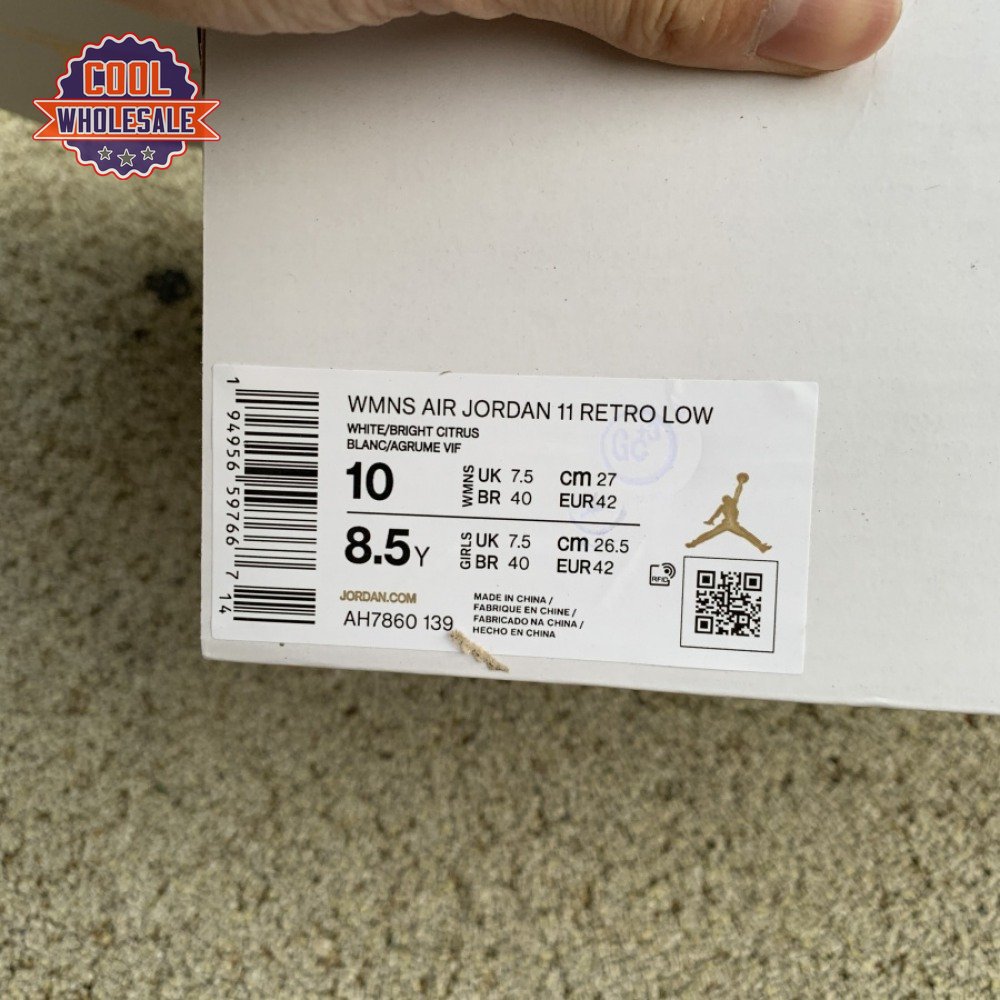 COOL
WHOLESALE
WMNS AIR JORDAN 11 RETRO LOW
WHITE/BRIGHT CITRUS
BLANC/AGRUME VIF
10 WMNS UK 7.5 cm 27
BR 40 EUR 42
8.5Y GIRLS UK 7.5 cm 26.5
BR 40 EUR 42
RFID
JORDAN.COM
AH7860 139
MADE IN CHINA /
FABRIQUE EN CHINE /
FABRICADO NA CHINA /
HECHO EN CHINA
1 94956 59766 7 14